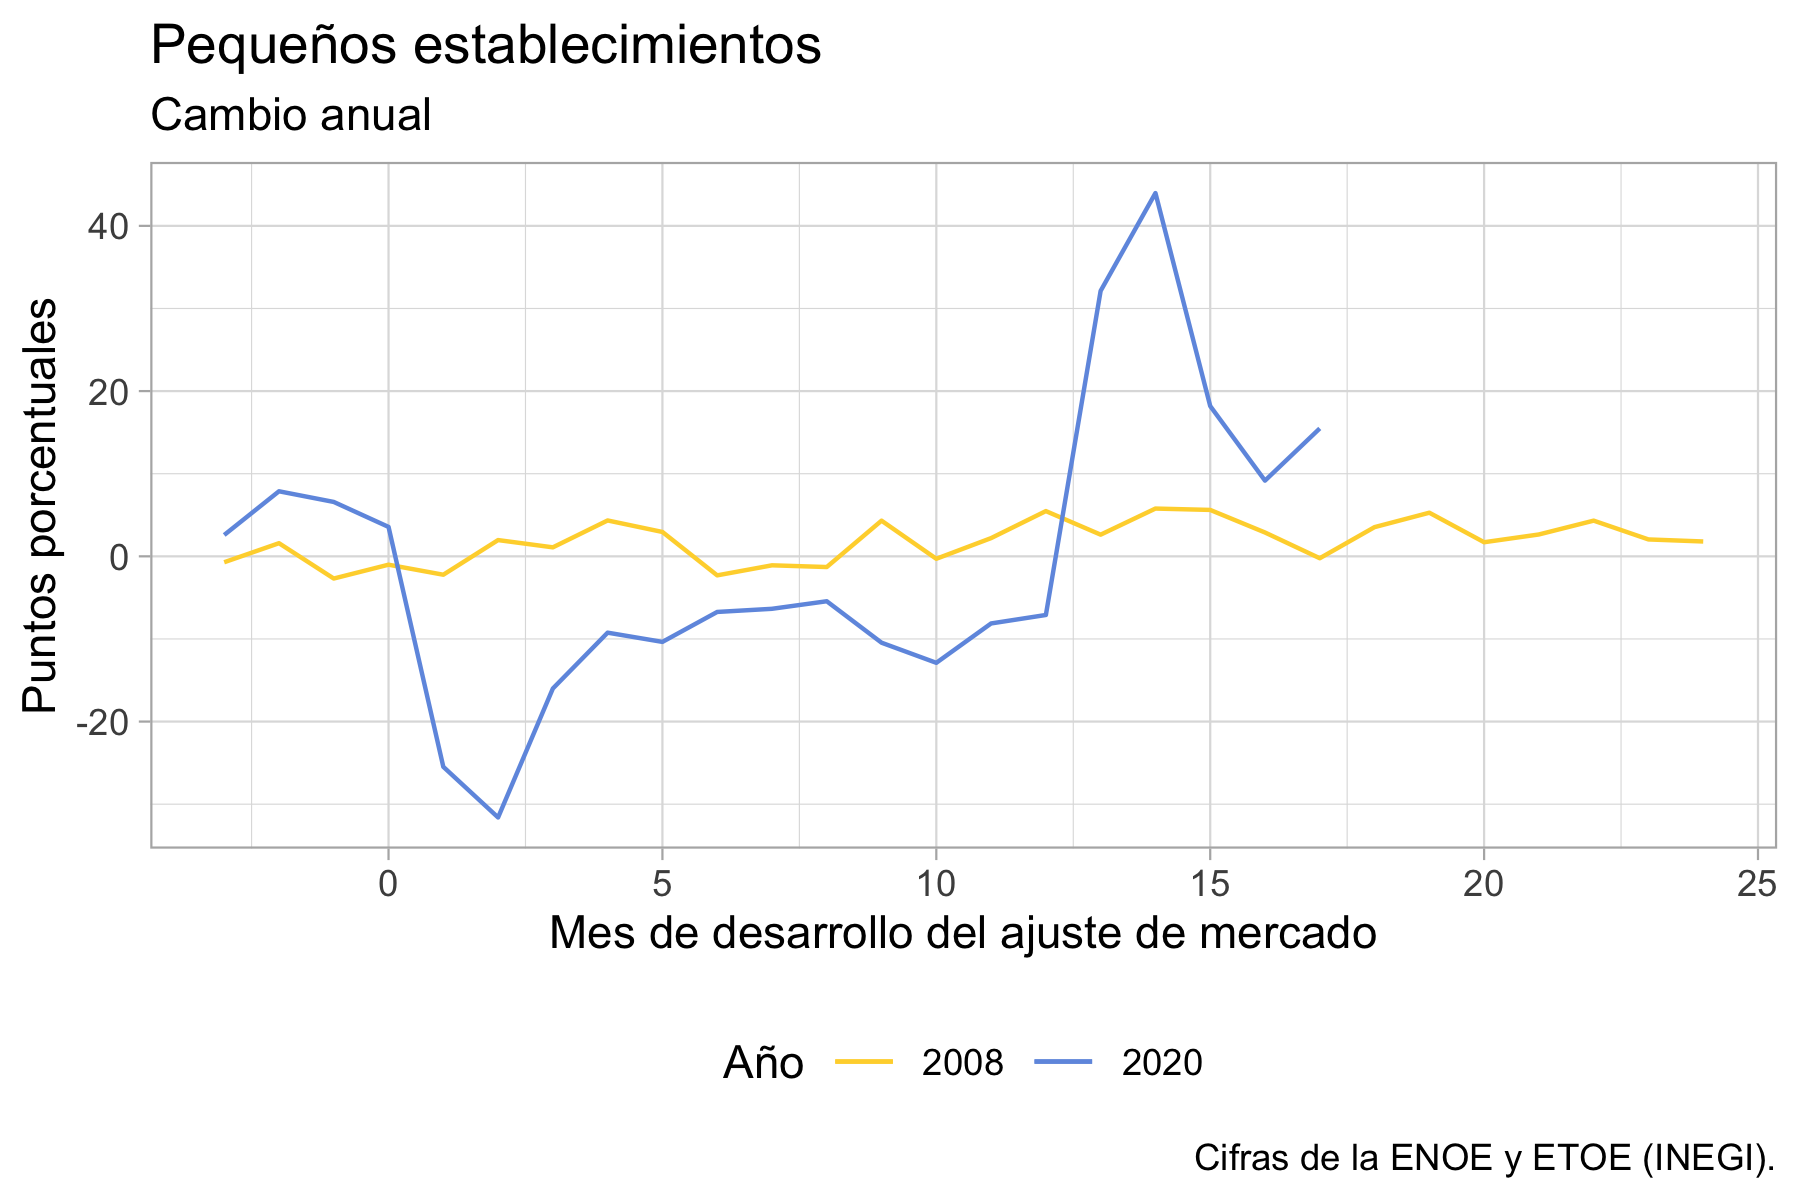 Pequeños establecimientos
Cambio anual
Puntos porcentuales
40
20
0
-20
0 5 10 15 20 25
Mes de desarrollo del ajuste de mercado
Año 2008 2020
Cifras de la ENOE y ETOE (INEGI).